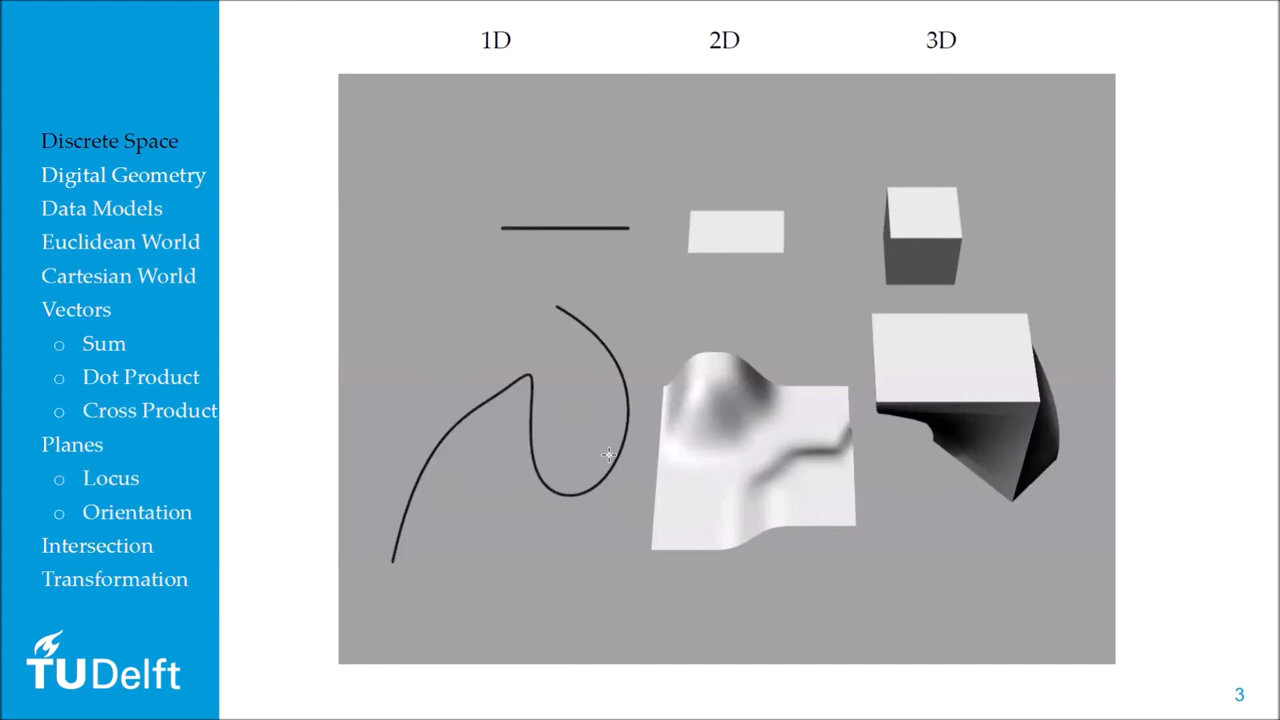 1D 2D 3D
Discrete Space
Digital Geometry
Data Models
Euclidean World
Cartesian World
Vectors
o Sum
o Dot Product
o Cross Product
Planes
o Locus
o Orientation
Intersection
Transformation
TUDelft
3